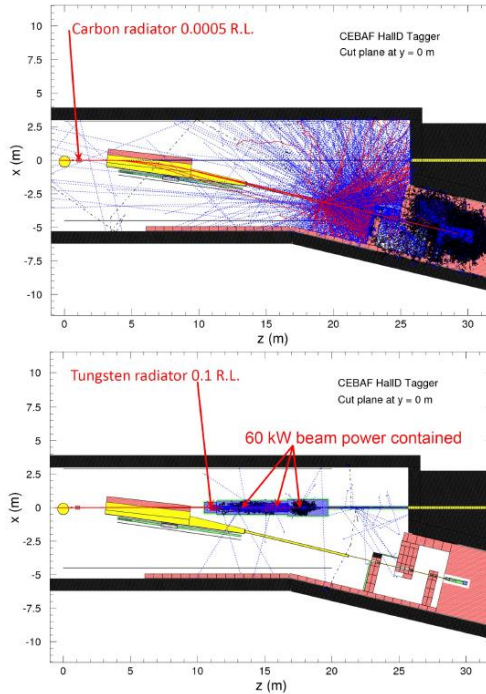 Carbon radiator 0.0005 R.L.
CEBAF HallD Tagger
Cut plane at y = 0 m
10
7.5
5
2.5
0
-2.5
-5
-7.5
-10
x (m)
0 5 10 15 20 25 30
z (m)
Tungsten radiator 0.1 R.L.
CEBAF HallD Tagger
Cut plane at y = 0 m
60 kW beam power contained
10
7.5
5
2.5
0
-2.5
-5
-7.5
-10
x (m)
0 5 10 15 20 25 30
z (m)